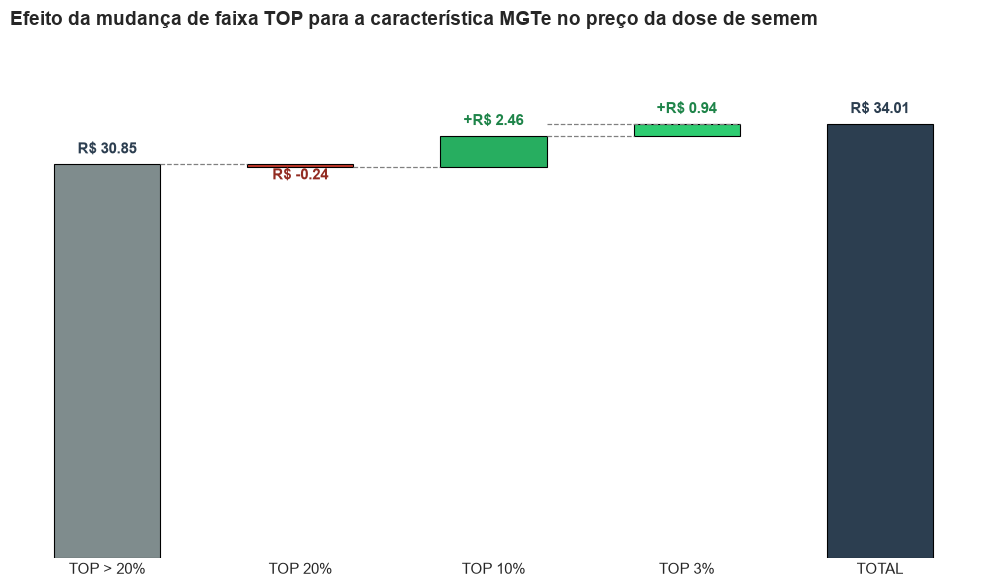 Efeito da mudança de faixa TOP para a característica MGTe no preço da dose de semem
R$ 30.85
R$ -0.24
+R$ 2.46
+R$ 0.94
R$ 34.01
TOP > 20%
TOP 20%
TOP 10%
TOP 3%
TOTAL